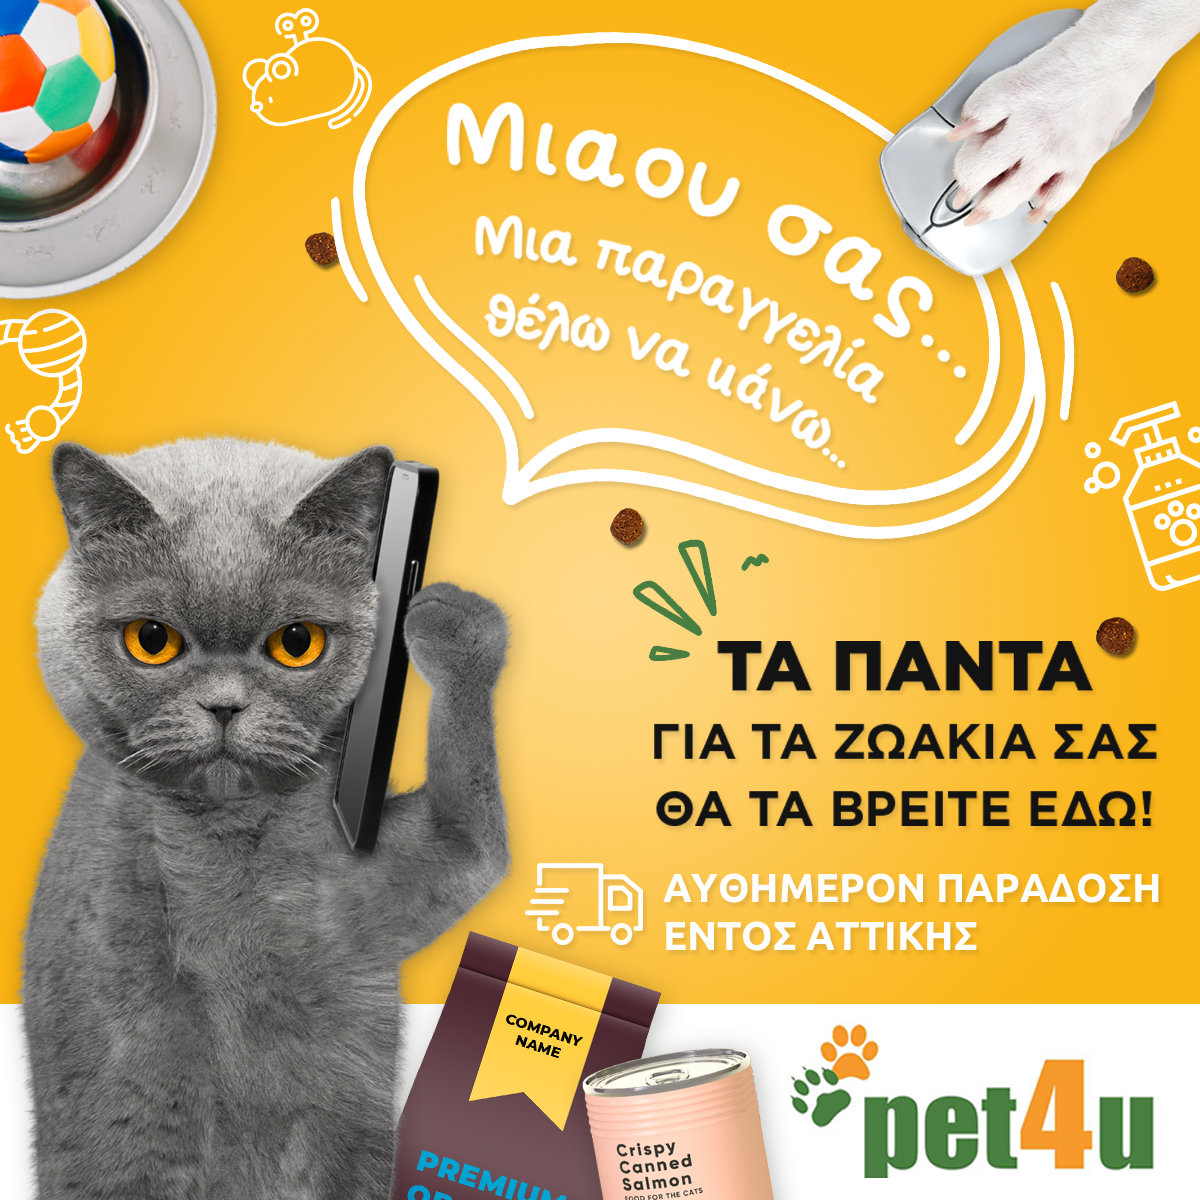 Μιαου σας...
Μια παραγγελία
θέλω να κάνω...
ΤΑ ΠΑΝΤΑ
ΓΙΑ ΤΑ ΖΩΑΚΙΑ ΣΑΣ
ΘΑ ΤΑ ΒΡΕΙΤΕ ΕΔΩ!
ΑΥΘΗΜΕΡΟΝ ΠΑΡΑΔΟΣΗ
ΕΝΤΟΣ ΑΤΤΙΚΗΣ
COMPANY
NAME
PREMIUM
Crispy
Canned
Salmon
FOOD FOR THE CATS
pet4u